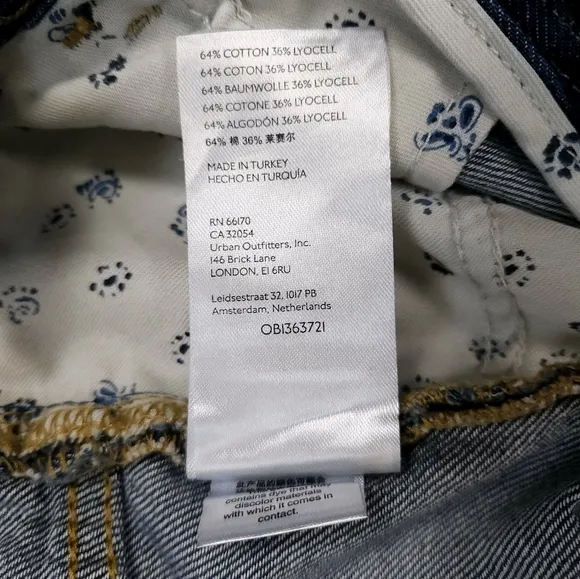 64% COTTON 36% LYOCELL
64% COTON 36% LYOCELL
64% BAUMWOLLE 36% LYOCELL
64% COTONE 36% LYOCELL
64% ALGODÓN 36% LYOCELL
64% 棉 36% 莱赛尔
MADE IN TURKEY
HECHO EN TURQUÍA
RN 66170
CA 32054
Urban Outfitters, Inc.
146 Brick Lane
LONDON, E1 6RU
Leidsestraat 32, 1017 PB
Amsterdam, Netherlands
OB1363721
contains dye that may
discolor materials
with which it comes in